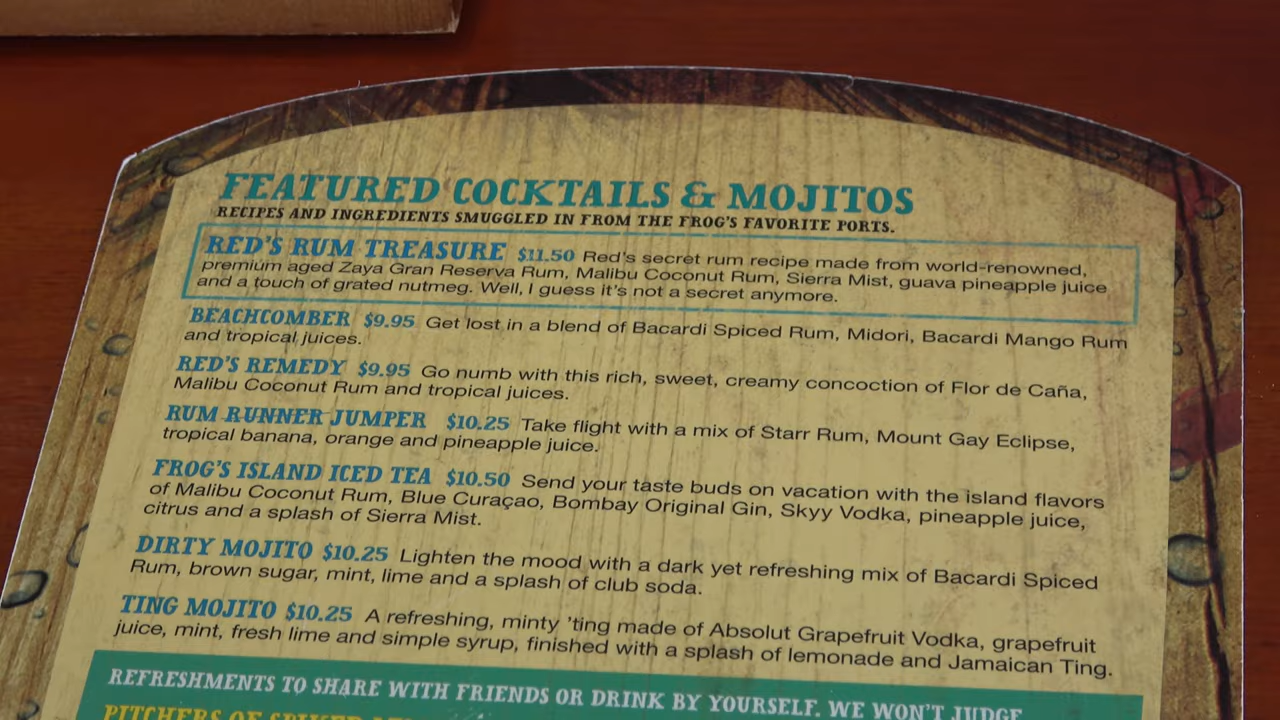 FEATURED COCKTAILS & MOJITOS
RECIPES AND INGREDIENTS SMUGGLED IN FROM THE FROG'S FAVORITE PORTS.
RED'S RUM TREASURE $11.50 Red's secret rum recipe made from world-renowned,
premium aged Zaya Gran Reserva Rum, Malibu Coconut Rum, Sierra Mist, guava pineapple juice
and a touch of grated nutmeg. Well, I guess it's not a secret anymore.
BEACHCOMBER $9.95 Get lost in a blend of Bacardi Spiced Rum, Midori, Bacardi Mango Rum
and tropical juices.
RED'S REMEDY $9.95 Go numb with this rich, sweet, creamy concoction of Flor de Caña,
Malibu Coconut Rum and tropical juices.
RUM RUNNER JUMPER $10.25 Take flight with a mix of Starr Rum, Mount Gay Eclipse,
tropical banana, orange and pineapple juice.
FROG'S ISLAND ICED TEA $10.50 Send your taste buds on vacation with the island flavors
of Malibu Coconut Rum, Blue Curaçao, Bombay Original Gin, Skyy Vodka, pineapple juice,
citrus and a splash of Sierra Mist.
DIRTY MOJITO $10.25 Lighten the mood with a dark yet refreshing mix of Bacardi Spiced
Rum, brown sugar, mint, lime and a splash of club soda.
TING MOJITO $10.25 A refreshing, minty 'ting made of Absolut Grapefruit Vodka, grapefruit
juice, mint, fresh lime and simple syrup, finished with a splash of lemonade and Jamaican Ting.
REFRESHMENTS TO SHARE WITH FRIENDS OR DRINK BY YOURSELF. WE WON'T JUDGE
PITCHERS OF SPIKED